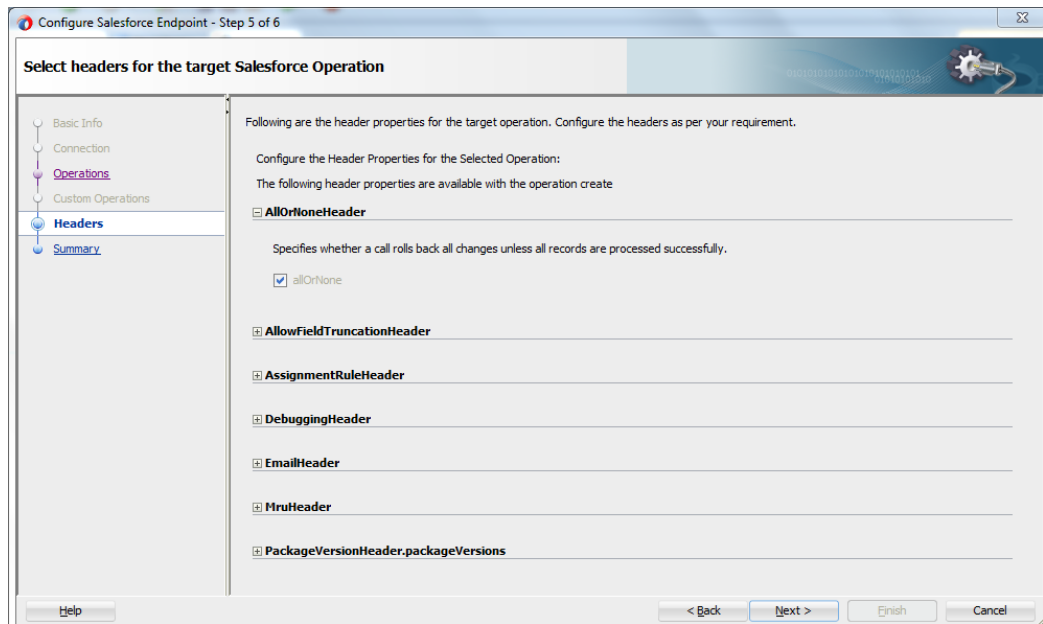 Configure Salesforce Endpoint - Step 5 of 6
Select headers for the target Salesforce Operation
Basic Info
Connection
Operations
Custom Operations
Headers
Summary
Following are the header properties for the target operation. Configure the headers as per your requirement.
Configure the Header Properties for the Selected Operation:
The following header properties are available with the operation create
AllOrNoneHeader
Specifies whether a call rolls back all changes unless all records are processed successfully.
allOrNone
AllowFieldTruncationHeader
AssignmentRuleHeader
DebuggingHeader
EmailHeader
MruHeader
PackageVersionHeader.packageVersions
Help
< Back
Next >
Finish
Cancel